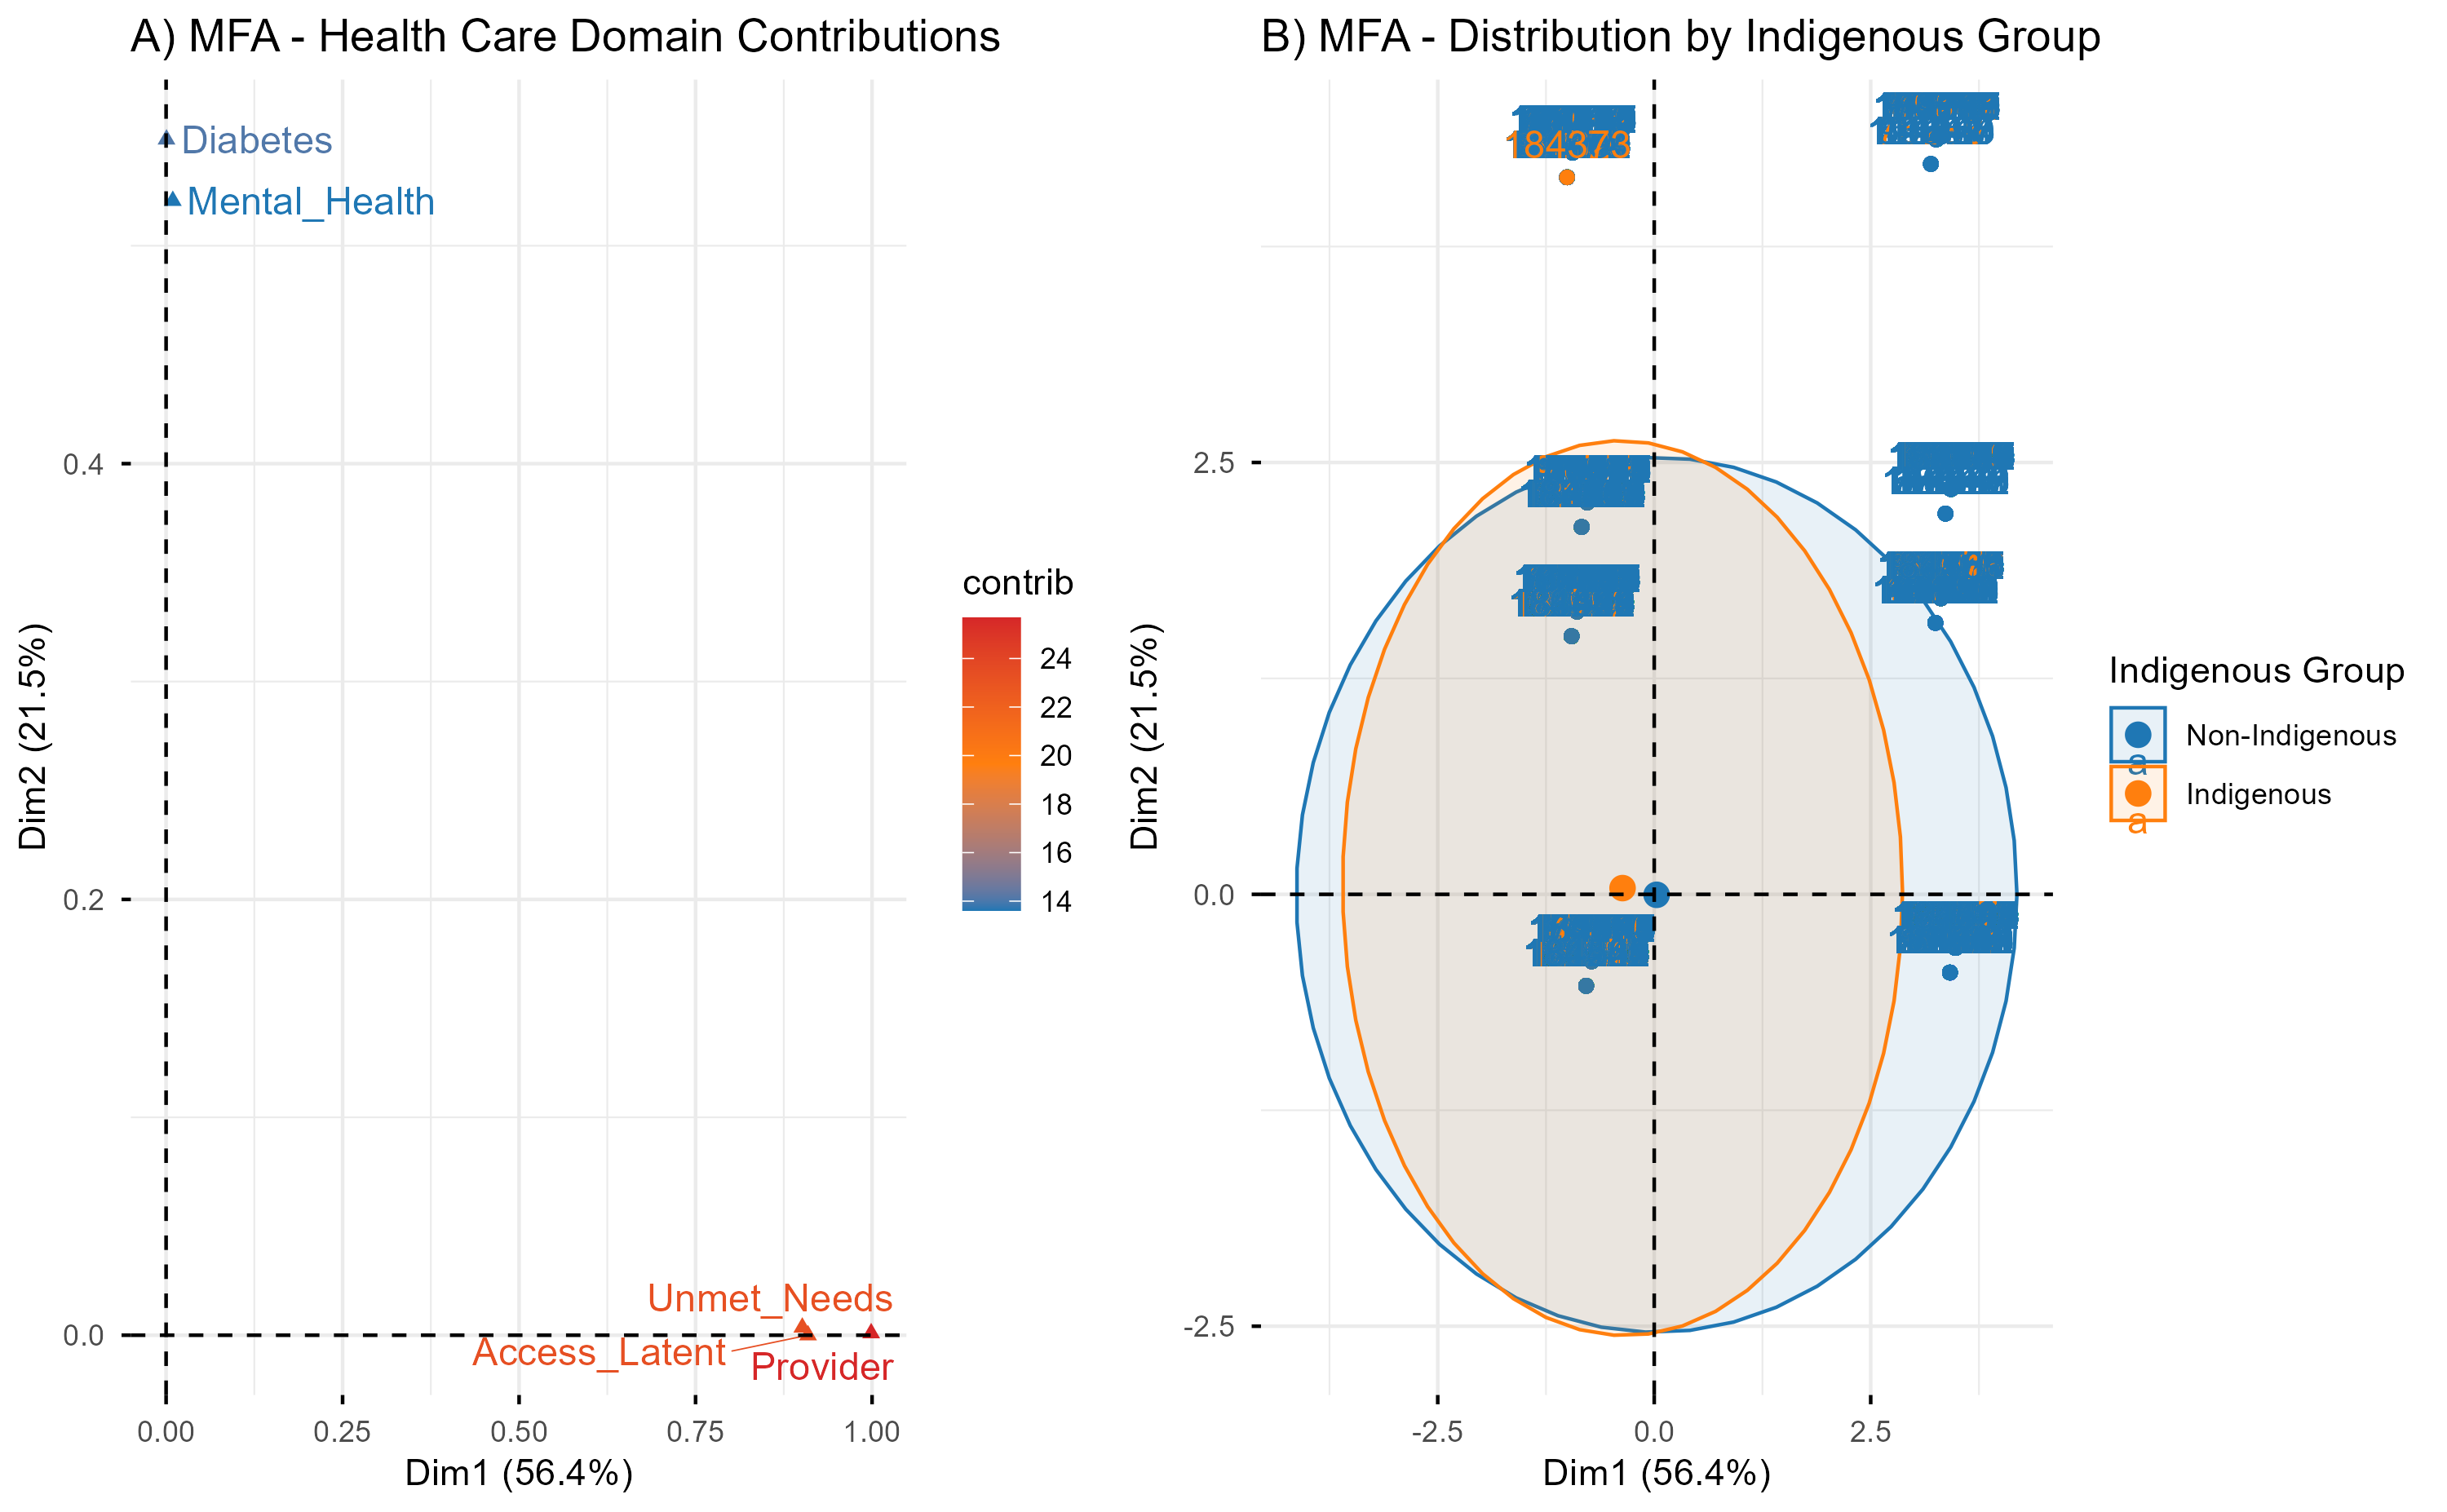 A) MFA - Health Care Domain Contributions
Diabetes
Mental_Health
0.4
0.2
0.0
Dim2 (21.5%)
Unmet_Needs
Access_Latent
Provider
0.00 0.25 0.50 0.75 1.00
Dim1 (56.4%)
contrib
24
22
20
18
16
14
B) MFA - Distribution by Indigenous Group
184373
2.5
0.0
-2.5
Dim2 (21.5%)
-2.5 0.0 2.5
Dim1 (56.4%)
Indigenous Group
a Non-Indigenous
a Indigenous